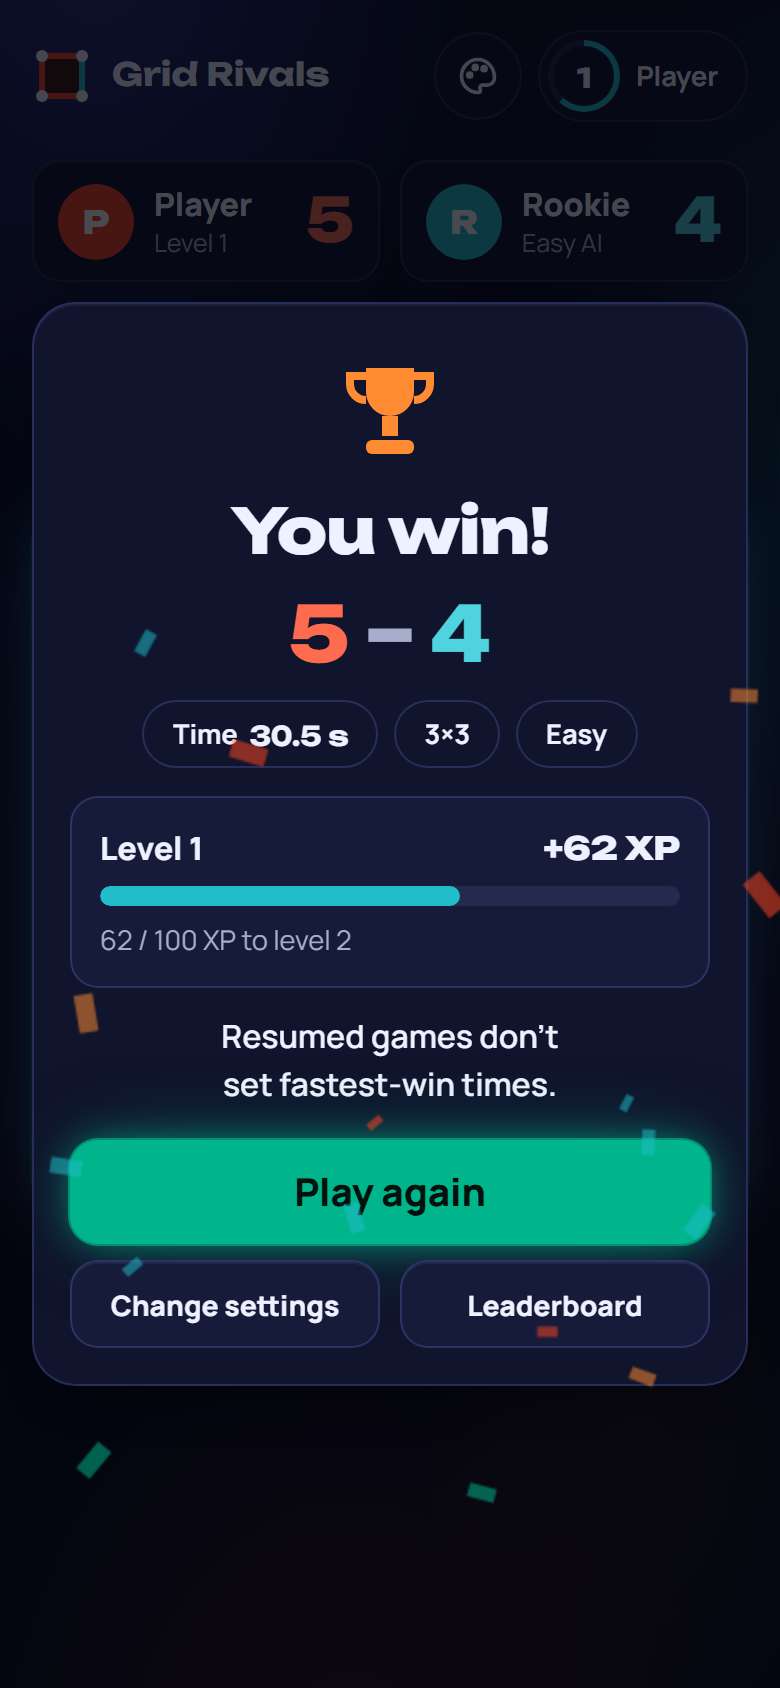 Grid Rivals
1 Player
P Player 5
Level 1
R Rookie 4
Easy AI
You win!
5 – 4
Time 30.5 s
3×3
Easy
Level 1 +62 XP
62 / 100 XP to level 2
Resumed games don’t
set fastest-win times.
Play again
Change settings
Leaderboard